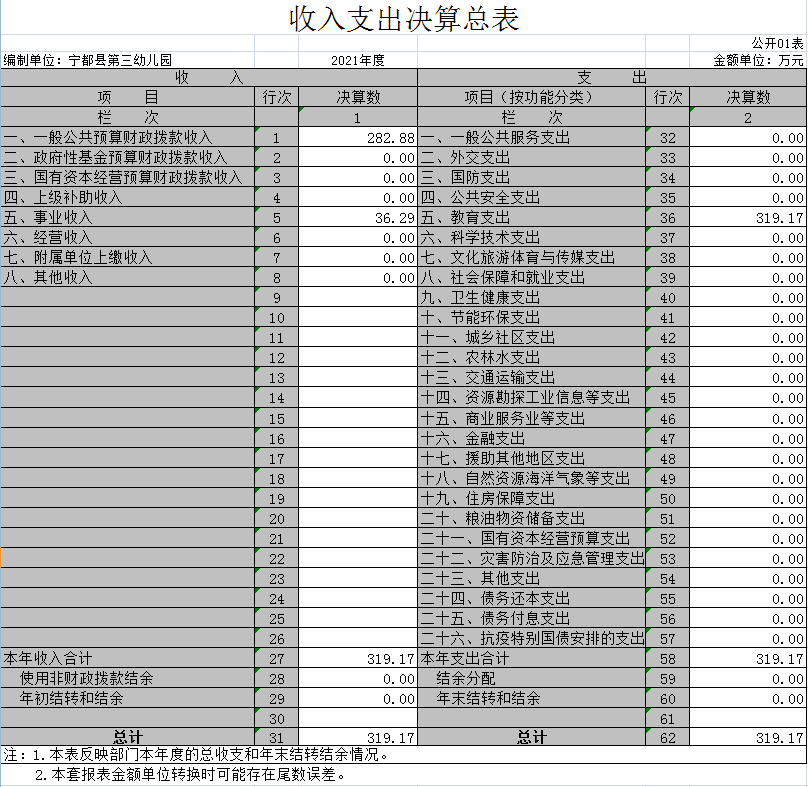 收入支出决算总表
公开01表
编制单位：宁都县第三幼儿园 2021年度 金额单位：万元
收 入 支 出
项 目 行次 决算数 项目（按功能分类） 行次 决算数
栏 次 1 栏 次 2
一、一般公共预算财政拨款收入 1 282.88 一、一般公共服务支出 32 0.00
二、政府性基金预算财政拨款收入 2 0.00 二、外交支出 33 0.00
三、国有资本经营预算财政拨款收入 3 0.00 三、国防支出 34 0.00
四、上级补助收入 4 0.00 四、公共安全支出 35 0.00
五、事业收入 5 36.29 五、教育支出 36 319.17
六、经营收入 6 0.00 六、科学技术支出 37 0.00
七、附属单位上缴收入 7 0.00 七、文化旅游体育与传媒支出 38 0.00
八、其他收入 8 0.00 八、社会保障和就业支出 39 0.00
9 九、卫生健康支出 40 0.00
10 十、节能环保支出 41 0.00
11 十一、城乡社区支出 42 0.00
12 十二、农林水支出 43 0.00
13 十三、交通运输支出 44 0.00
14 十四、资源勘探工业信息等支出 45 0.00
15 十五、商业服务业等支出 46 0.00
16 十六、金融支出 47 0.00
17 十七、援助其他地区支出 48 0.00
18 十八、自然资源海洋气象等支出 49 0.00
19 十九、住房保障支出 50 0.00
20 二十、粮油物资储备支出 51 0.00
21 二十一、国有资本经营预算支出 52 0.00
22 二十二、灾害防治及应急管理支出 53 0.00
23 二十三、其他支出 54 0.00
24 二十四、债务还本支出 55 0.00
25 二十五、债务付息支出 56 0.00
26 二十六、抗疫特别国债安排的支出 57 0.00
本年收入合计 27 319.17 本年支出合计 58 319.17
使用非财政拨款结余 28 0.00 结余分配 59 0.00
年初结转和结余 29 0.00 年末结转和结余 60 0.00
30 61
总计 31 319.17 总计 62 319.17
注：1.本表反映部门本年度的总收支和年末结转结余情况。
2.本套报表金额单位转换时可能存在尾数误差。